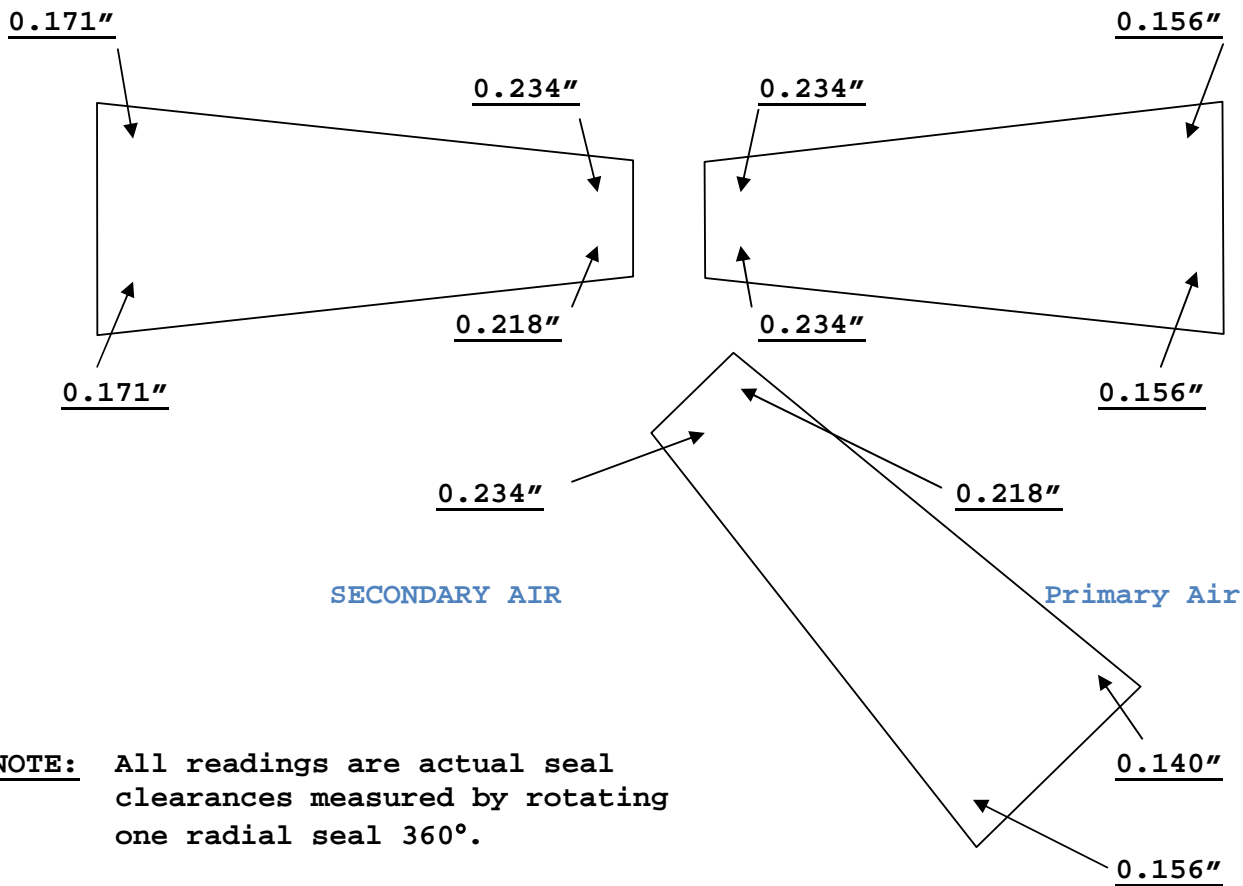 0.171″ 0.156″
0.234″ 0.234″
0.218″ 0.234″
0.171″ 0.156″
0.234″ 0.218″
SECONDARY AIR Primary Air
NOTE: All readings are actual seal 0.140″
clearances measured by rotating
one radial seal 360°.
0.156″